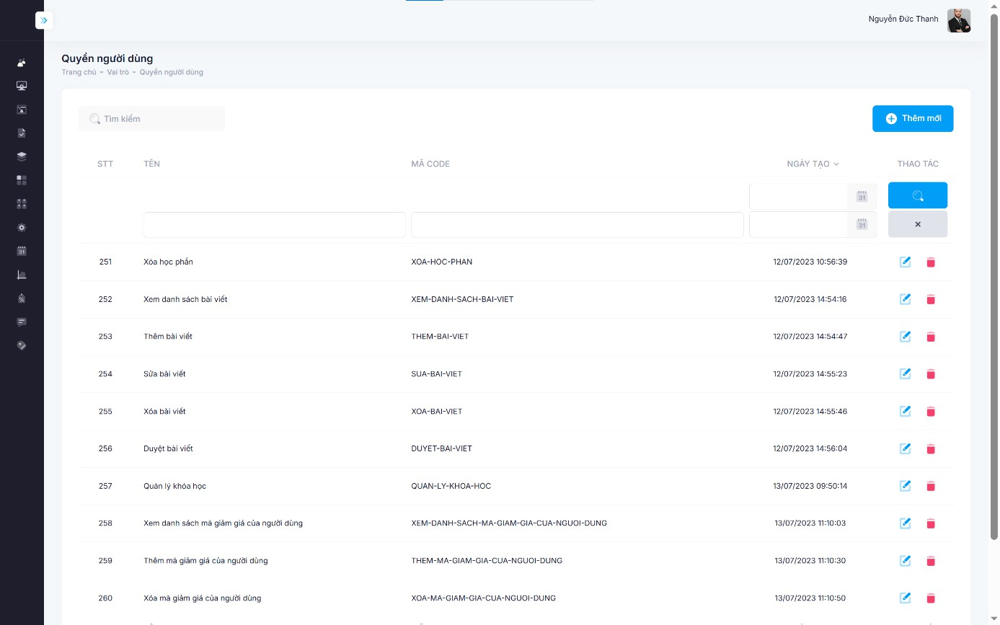 Nguyễn Đức Thanh
Quyền người dùng
Trang chủ - Vai trò - Quyền người dùng
Tìm kiếm
Thêm mới
STT TÊN MÃ CODE NGÀY TẠO THAO TÁC
31
31
251 Xóa học phần XOA-HOC-PHAN 12/07/2023 10:56:39
252 Xem danh sách bài viết XEM-DANH-SACH-BAI-VIET 12/07/2023 14:54:16
253 Thêm bài viết THEM-BAI-VIET 12/07/2023 14:54:47
254 Sửa bài viết SUA-BAI-VIET 12/07/2023 14:55:23
255 Xóa bài viết XOA-BAI-VIET 12/07/2023 14:55:46
256 Duyệt bài viết DUYET-BAI-VIET 12/07/2023 14:56:04
257 Quản lý khóa học QUAN-LY-KHOA-HOC 13/07/2023 09:50:14
258 Xem danh sách mã giảm giá của người dùng XEM-DANH-SACH-MA-GIAM-GIA-CUA-NGUOI-DUNG 13/07/2023 11:10:03
259 Thêm mã giảm giá của người dùng THEM-MA-GIAM-GIA-CUA-NGUOI-DUNG 13/07/2023 11:10:30
260 Xóa mã giảm giá của người dùng XOA-MA-GIAM-GIA-CUA-NGUOI-DUNG 13/07/2023 11:10:50